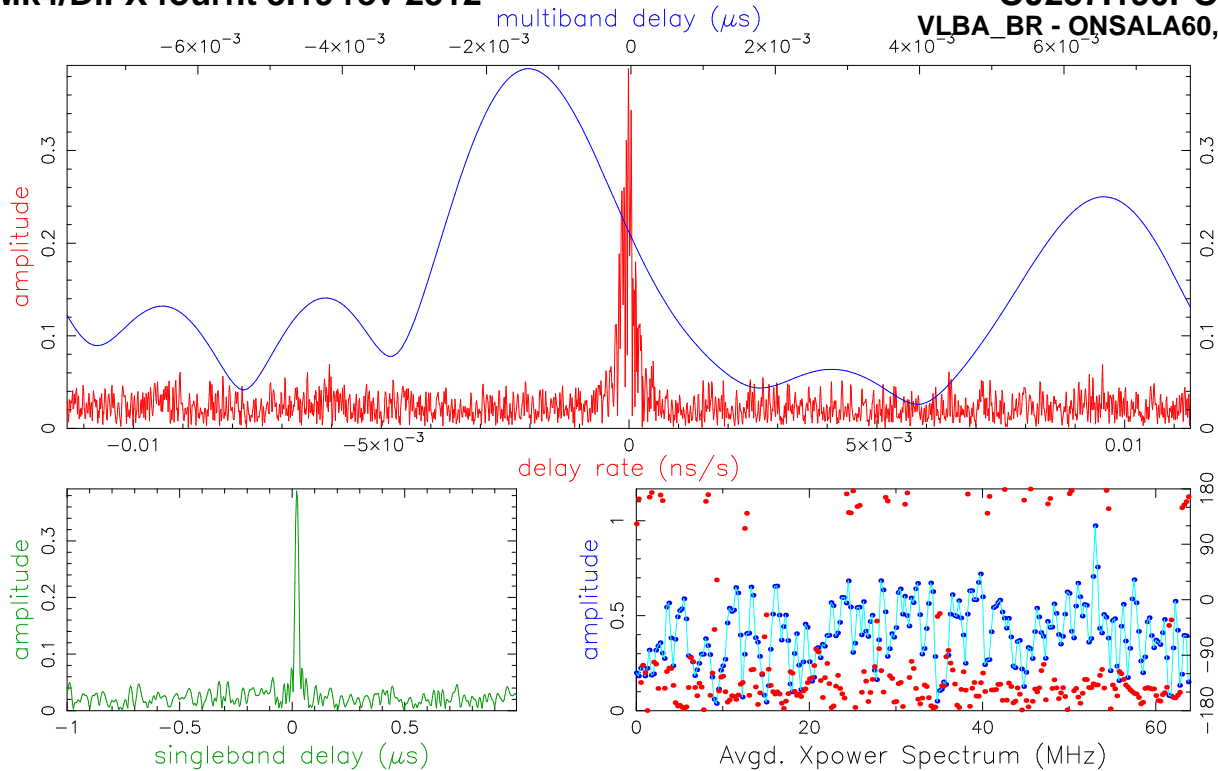 multiband delay (μs)
VLBA_BR - ONSALA60,
−6×10⁻³ −4×10⁻³ −2×10⁻³ 0 2×10⁻³ 4×10⁻³ 6×10⁻³
amplitude
0 0.1 0.2 0.3
0 0.1 0.2 0.3
−0.01 −5×10⁻³ 0 5×10⁻³ 0.01
delay rate (ns/s)
amplitude
0 0.1 0.2 0.3
−1 −0.5 0 0.5
singleband delay (μs)
amplitude
0 0.5 1
180 90 0 −90 −180
0 20 40 60
Avgd. Xpower Spectrum (MHz)